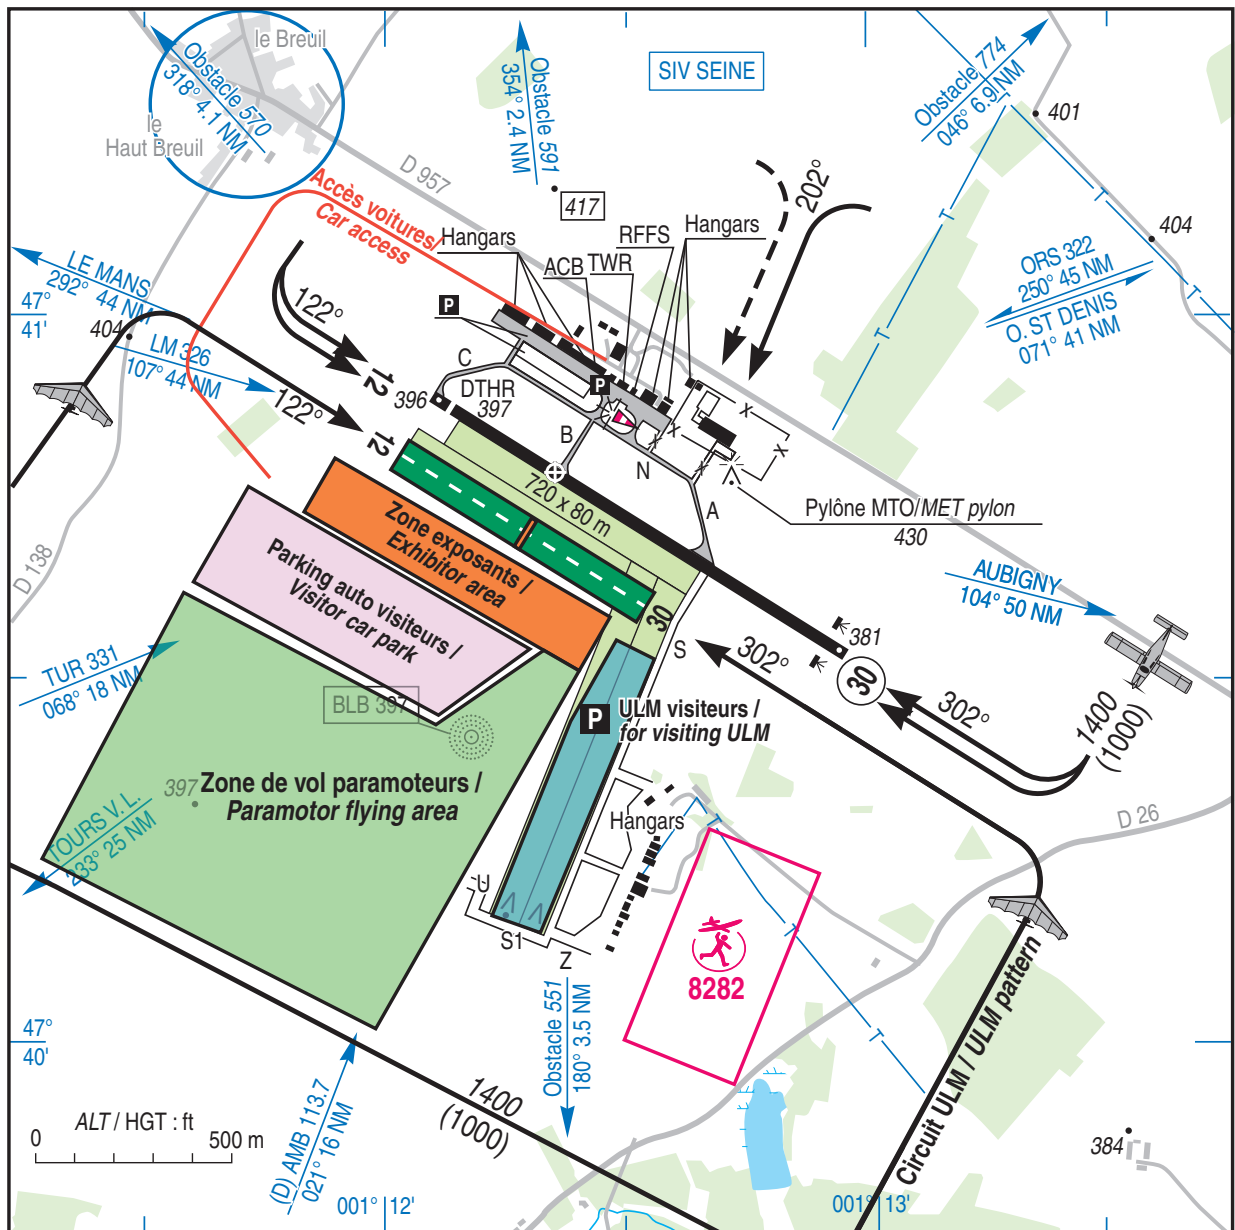 le Breuil
Obstacle 570
318° 4.1 NM
le
Haut Breuil
D 957
Obstacle 591
354° 2.4 NM
SIV SEINE
Obstacle 774
046° 6.9 NM
401
404
417
202°
Accès voitures/
Car access
Hangars
ACB
TWR
RFFS
Hangars
LE MANS
292° 44 NM
47°
41'
404
LM 326
107° 44 NM
122°
122°
12
12
P
P
C
DTHR
397
396
B
N
A
720 x 80 m
ORS 322
250° 45 NM
O. ST DENIS
071° 41 NM
T
T
T
T
x
x
x
x
x
Pylône MTO/MET pylon
430
AUBIGNY
104° 50 NM
D 138
Zone exposants /
Exhibitor area
Parking auto visiteurs /
Visitor car park
30
S
381
30
302°
302°
1400
(1000)
TUR 331
068° 18 NM
BLB 397
P
ULM visiteurs /
for visiting ULM
397
Zone de vol paramoteurs /
Paramotor flying area
TOURS V. L.
233° 25 NM
Hangars
D 26
U
S1
Z
T
T
T
8282
Circuit ULM / ULM pattern
47°
40'
Obstacle 551
180° 3.5 NM
1400
(1000)
ALT / HGT : ft
0
500 m
(D) AMB 113.7
021° 16 NM
384
001° 12'
001° 13'